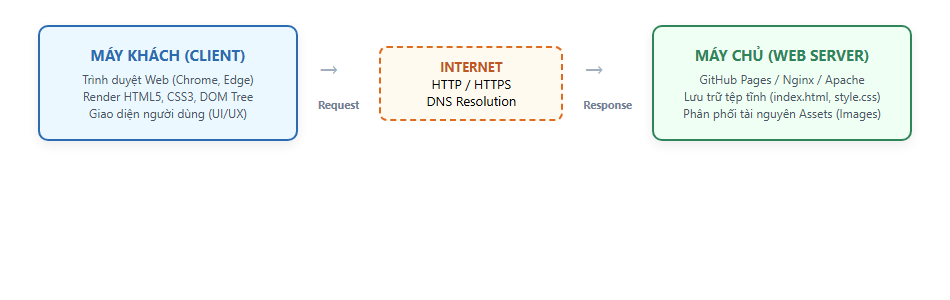 MÁY KHÁCH (CLIENT)
Trình duyệt Web (Chrome, Edge)
Render HTML5, CSS3, DOM Tree
Giao diện người dùng (UI/UX)
→
Request
INTERNET
HTTP / HTTPS
DNS Resolution
→
Response
MÁY CHỦ (WEB SERVER)
GitHub Pages / Nginx / Apache
Lưu trữ tệp tĩnh (index.html, style.css)
Phân phối tài nguyên Assets (Images)